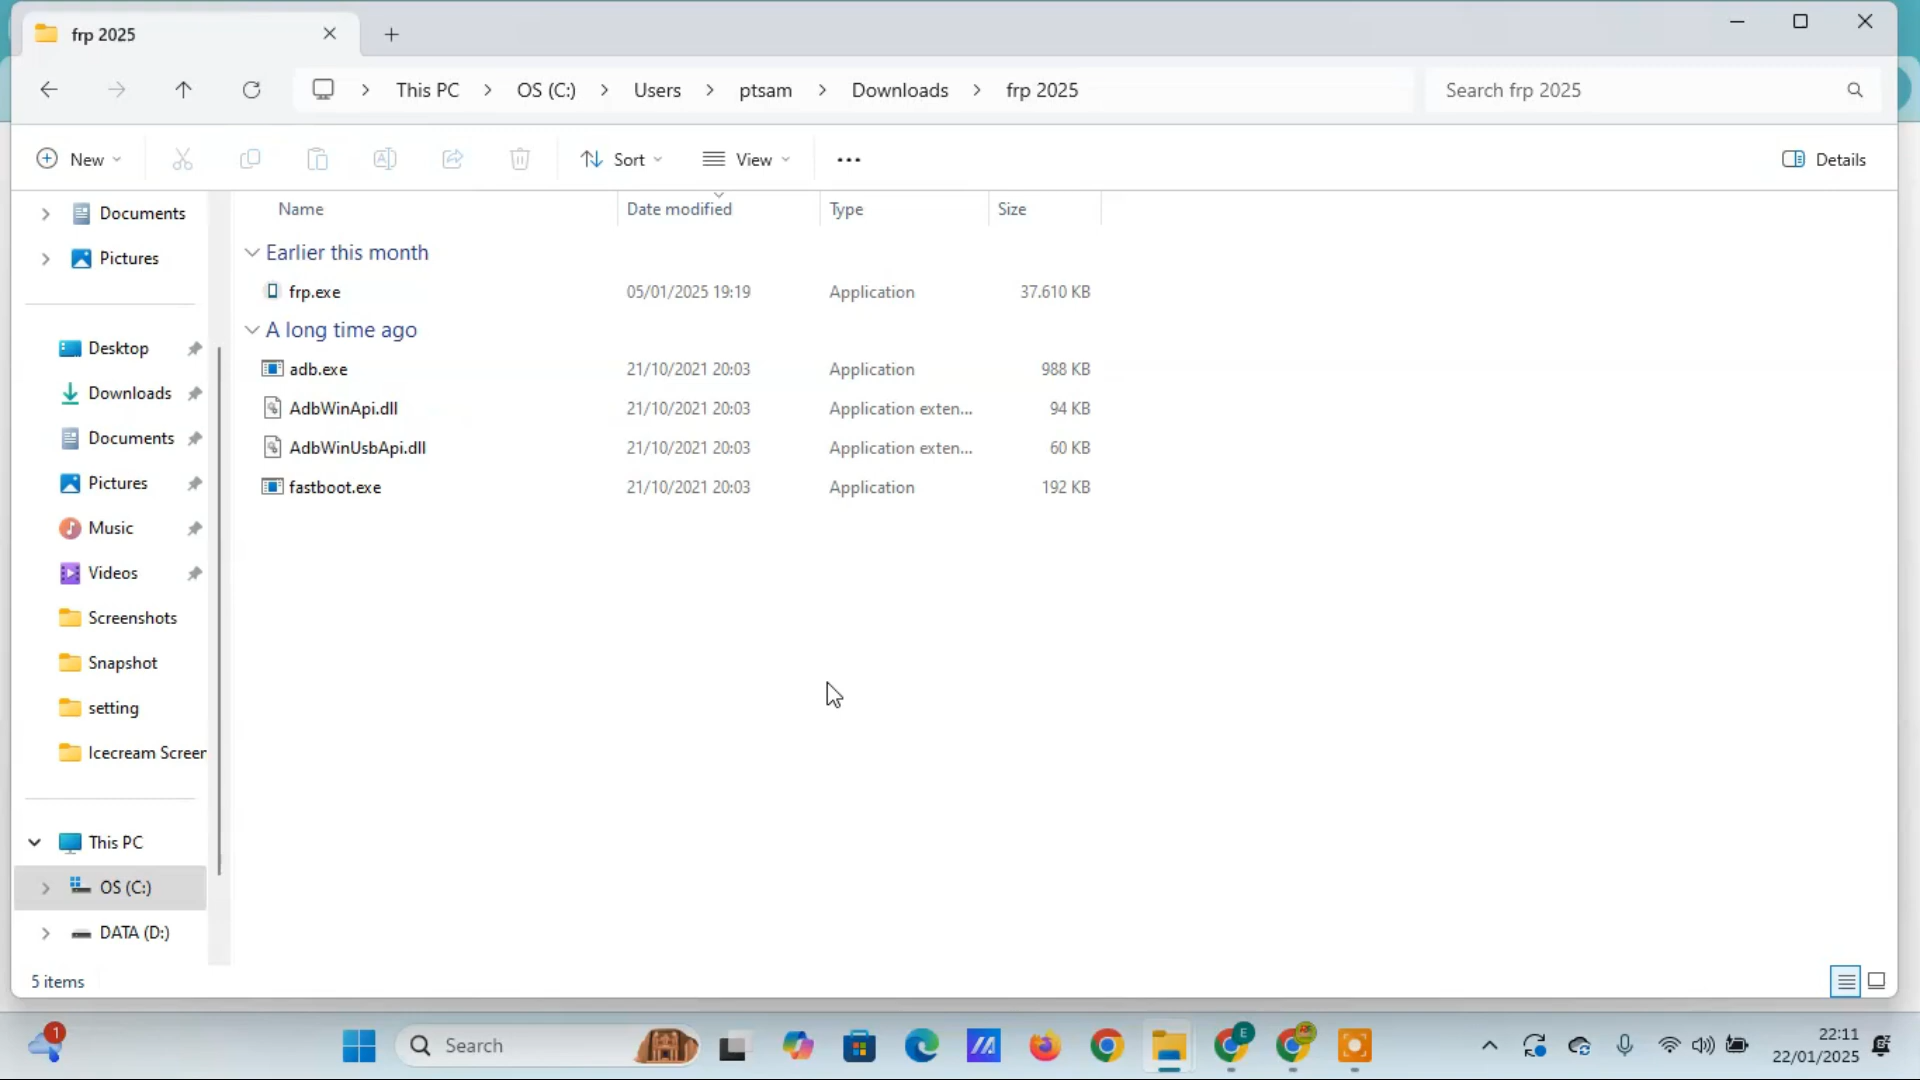 frp 2025
This PC > OS (C:) > Users > ptsam > Downloads > frp 2025
Search frp 2025
New
Sort
View
Details
Documents
Pictures
Desktop
Downloads
Documents
Pictures
Music
Videos
Screenshots
Snapshot
setting
Icecream Screen
This PC
OS (C:)
DATA (D:)
Name Date modified Type Size
Earlier this month
frp.exe 05/01/2025 19:19 Application 37.610 KB
A long time ago
adb.exe 21/10/2021 20:03 Application 988 KB
AdbWinApi.dll 21/10/2021 20:03 Application exten... 94 KB
AdbWinUsbApi.dll 21/10/2021 20:03 Application exten... 60 KB
fastboot.exe 21/10/2021 20:03 Application 192 KB
5 items
1
Search
E
22:11
22/01/2025